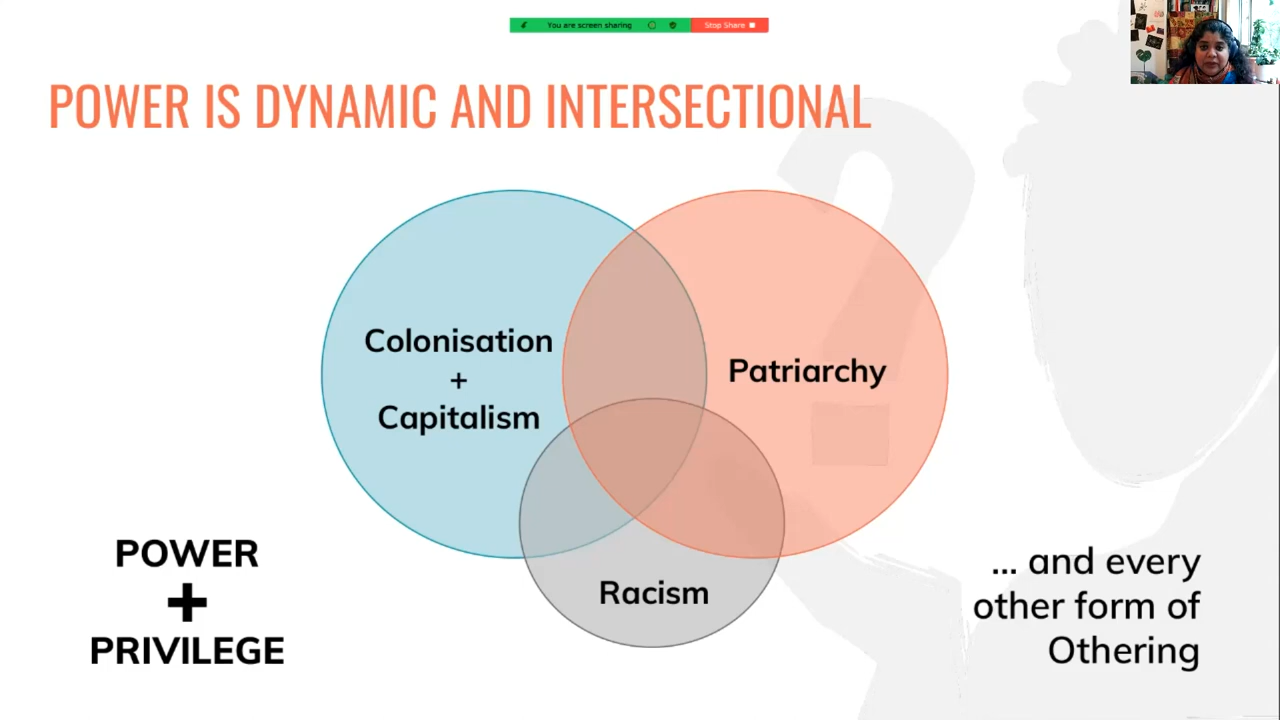 You are screen sharing
Stop Share
POWER IS DYNAMIC AND INTERSECTIONAL
Colonisation
+
Capitalism
Patriarchy
Racism
POWER
+
PRIVILEGE
... and every
other form of
Othering